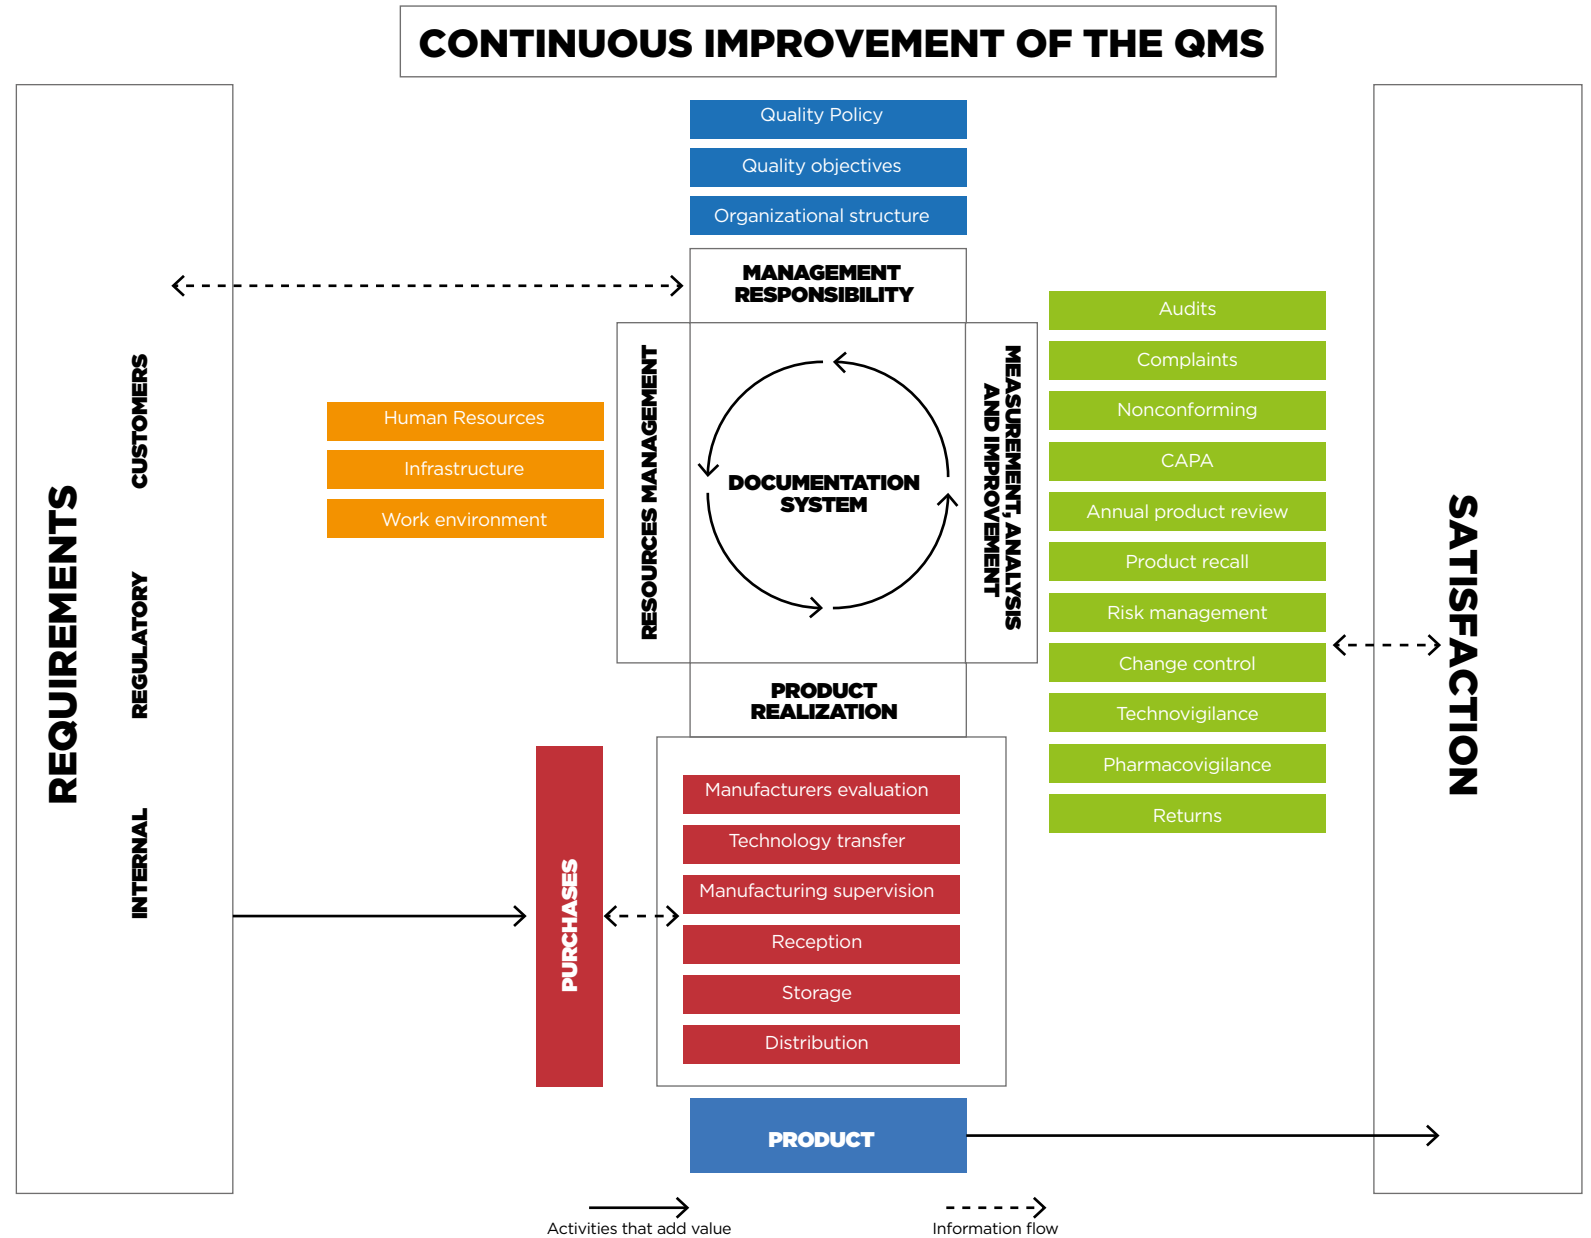 CONTINUOUS IMPROVEMENT OF THE QMS
REQUIREMENTS
CUSTOMERS
REGULATORY
INTERNAL
Quality Policy
Quality objectives
Organizational structure
MANAGEMENT
RESPONSIBILITY
Human Resources
Infrastructure
Work environment
RESOURCES MANAGEMENT
DOCUMENTATION
SYSTEM
MEASUREMENT, ANALYSIS
AND IMPROVEMENT
Audits
Complaints
Nonconforming
CAPA
Annual product review
Product recall
Risk management
Change control
Technovigilance
Pharmacovigilance
Returns
SATISFACTION
PRODUCT
REALIZATION
PURCHASES
Manufacturers evaluation
Technology transfer
Manufacturing supervision
Reception
Storage
Distribution
PRODUCT
Activities that add value
Information flow